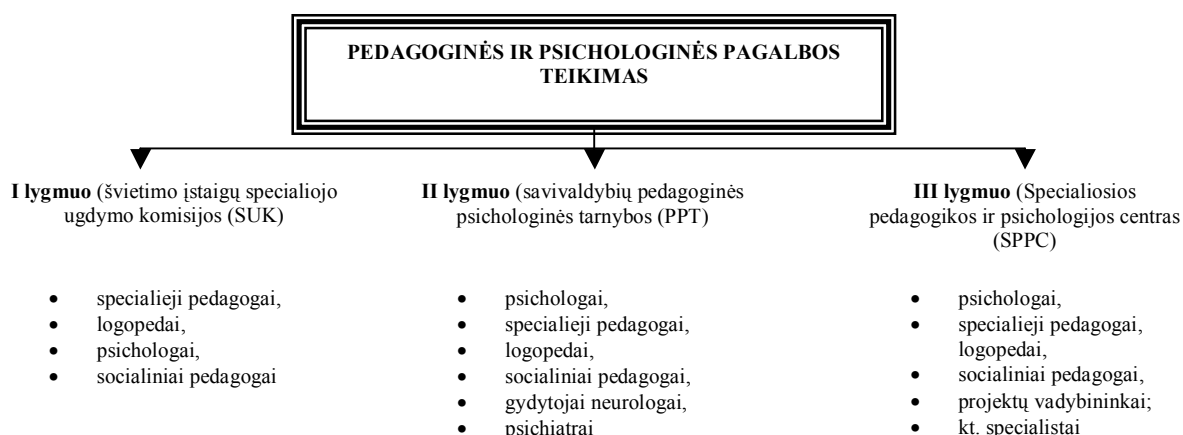 PEDAGOGINĖS IR PSICHOLOGINĖS PAGALBOS
TEIKIMAS
I lygmuo (švietimo įstaigų specialiojo
ugdymo komisijos (SUK)
• specialieji pedagogai,
• logopedai,
• psichologai,
• socialiniai pedagogai
II lygmuo (savivaldybių pedagoginės
psichologinės tarnybos (PPT)
• psichologai,
• specialieji pedagogai,
• logopedai,
• socialiniai pedagogai,
• gydytojai neurologai,
• psichiatrai
III lygmuo (Specialiosios
pedagogikos ir psichologijos centras
(SPPC)
• psichologai,
• specialieji pedagogai,
logopedai,
• socialiniai pedagogai,
• projektų vadybininkai;
• kt. specialistai